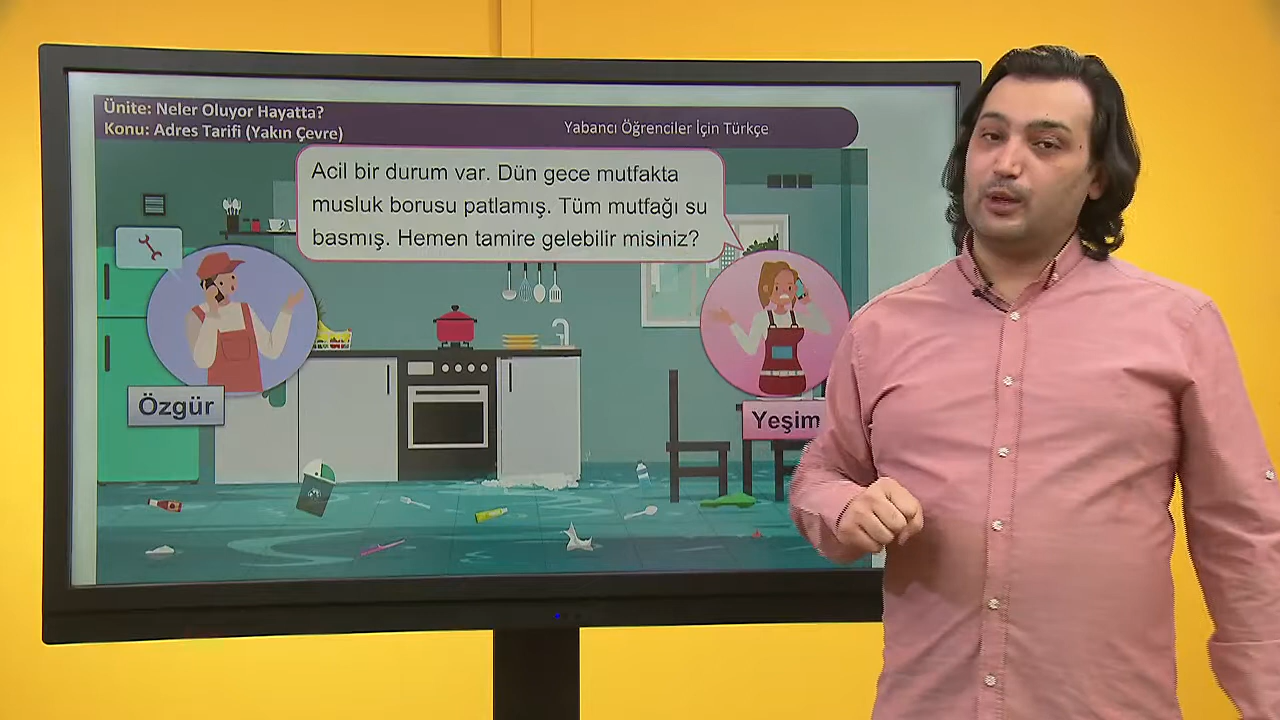 Ünite: Neler Oluyor Hayatta?
Konu: Adres Tarifi (Yakın Çevre)
Yabancı Öğrenciler İçin Türkçe
Acil bir durum var. Dün gece mutfakta
musluk borusu patlamış. Tüm mutfağı su
basmış. Hemen tamire gelebilir misiniz?
Özgür
Yeşim